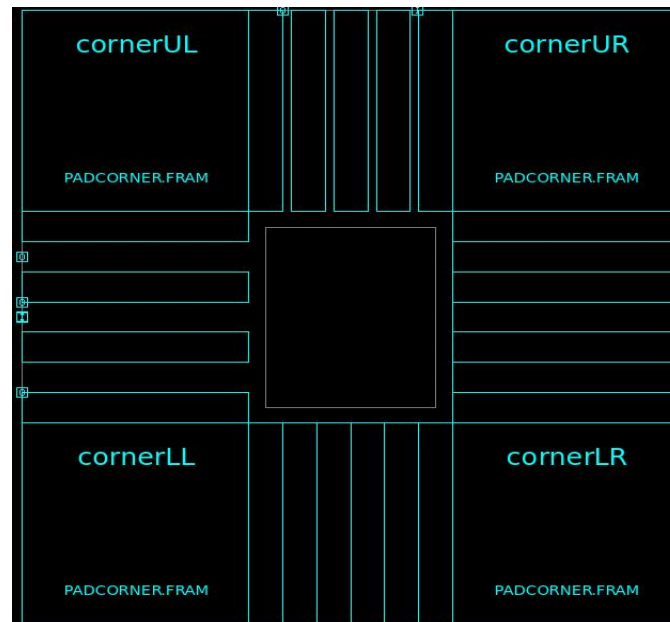 cornerUL
cornerUR
PADCORNER.FRAM
PADCORNER.FRAM
cornerLL
cornerLR
PADCORNER.FRAM
PADCORNER.FRAM